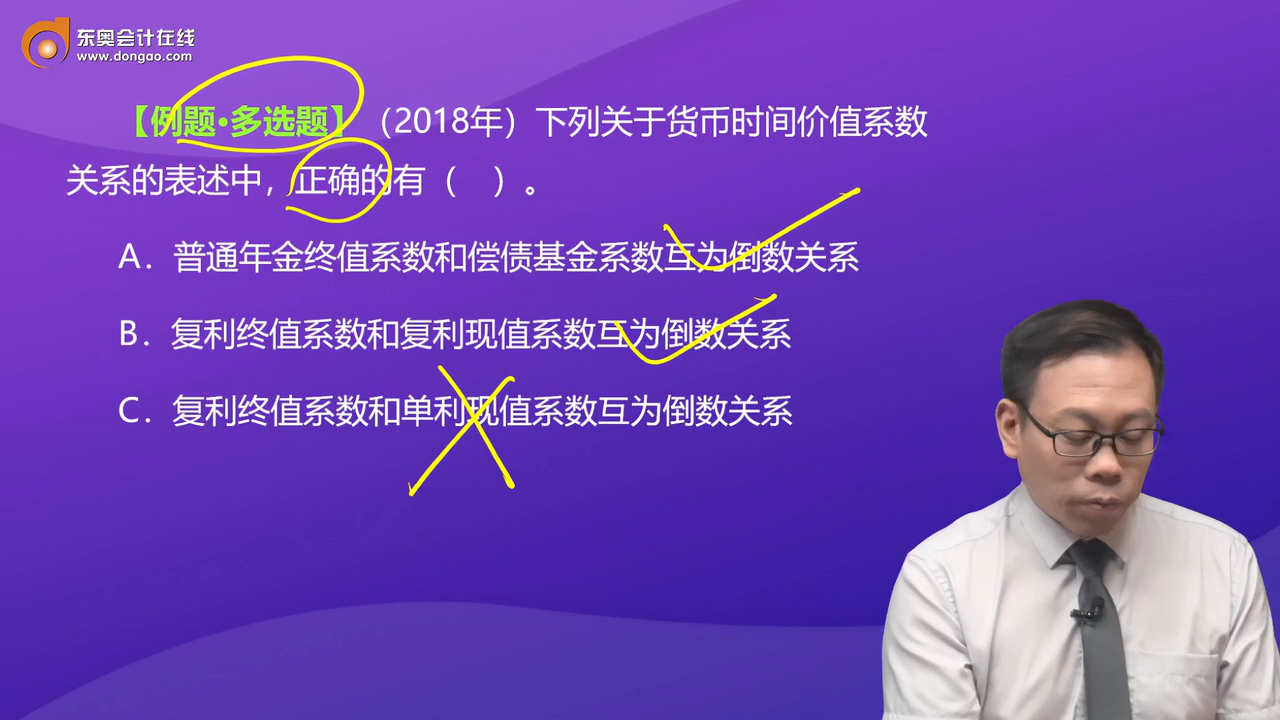 东奥会计在线
www.dongao.com
【例题•多选题】（2018年）下列关于货币时间价值系数
关系的表述中，正确的有（　）。
A．普通年金终值系数和偿债基金系数互为倒数关系
B．复利终值系数和复利现值系数互为倒数关系
C．复利终值系数和单利现值系数互为倒数关系